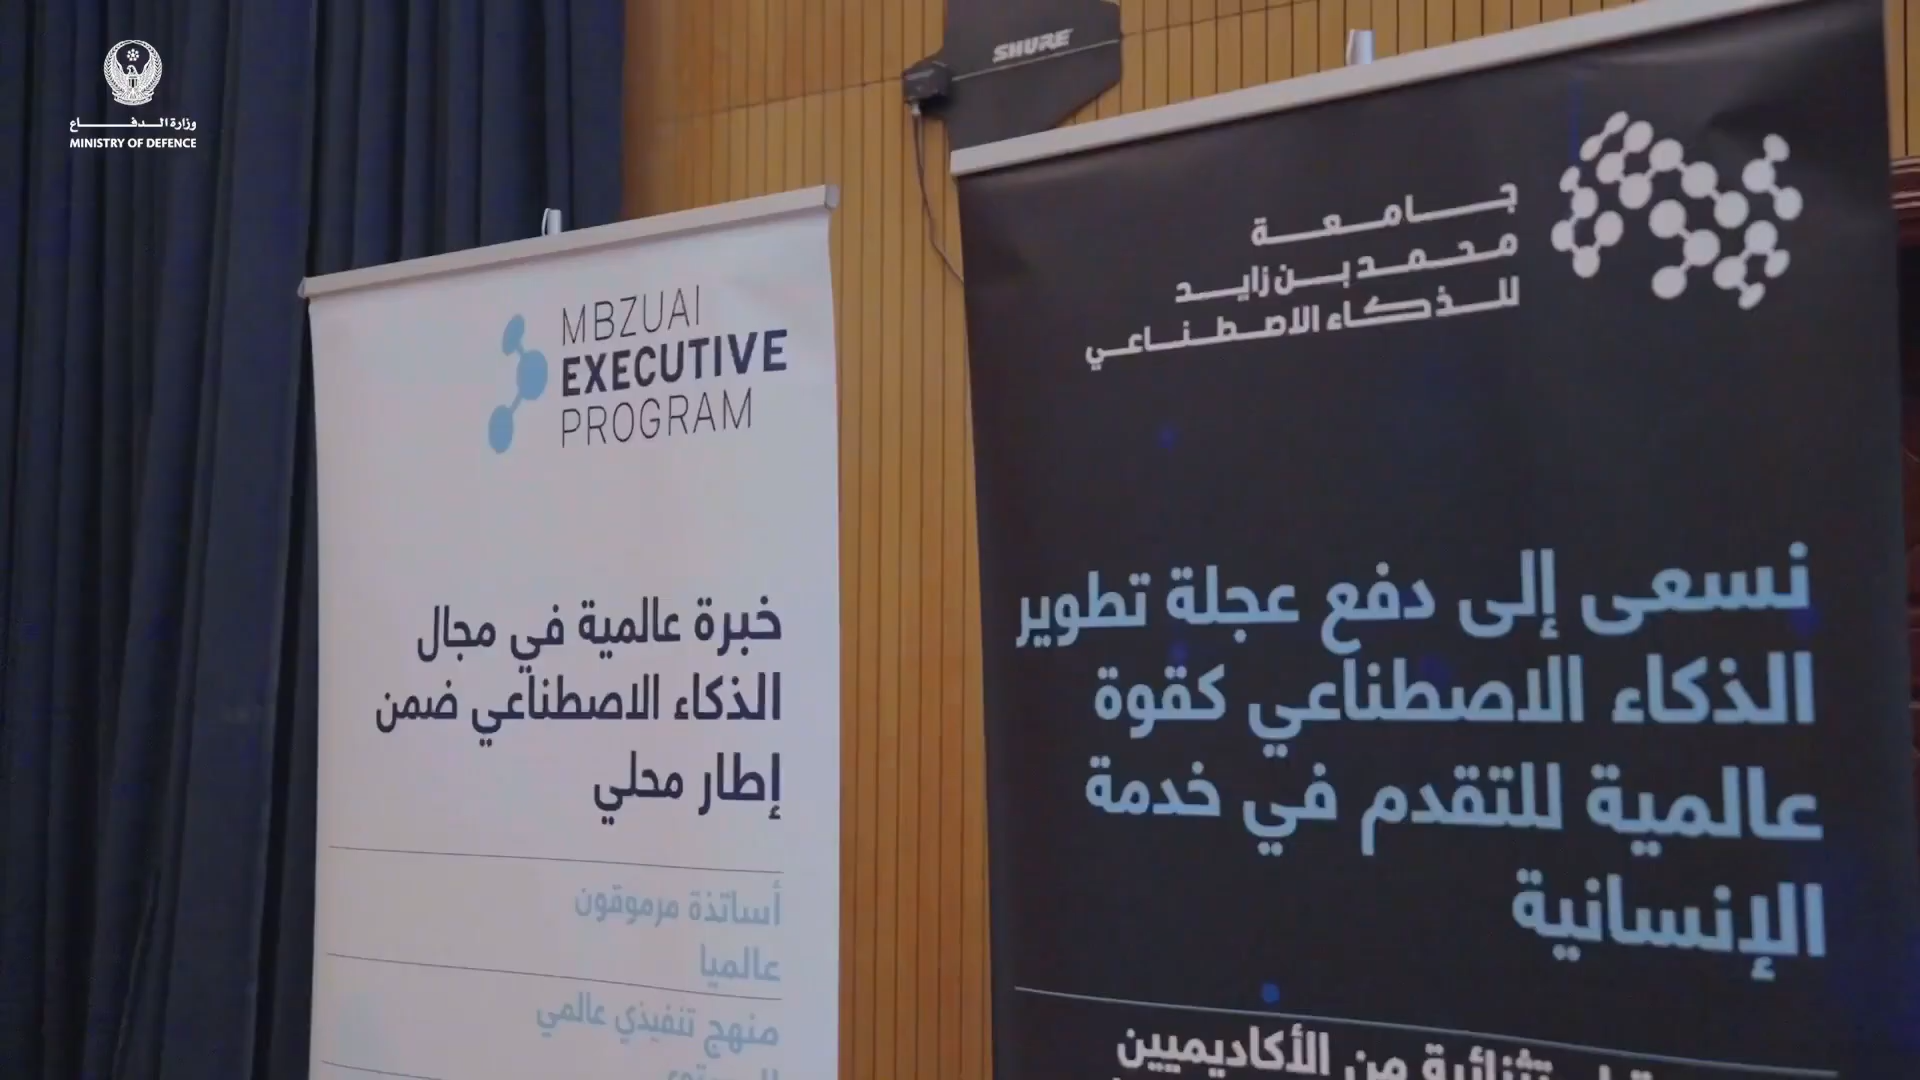 وزارة الدفاع
MINISTRY OF DEFENCE
SHURE
MBZUAI
EXECUTIVE
PROGRAM
خبرة عالمية في مجال
الذكاء الاصطناعي ضمن
إطار محلي
أساتذة مرموقون
عالميا
منهج تنفيذي عالمي
جامعة
محمد بن زايد
للذكاء الاصطناعي
نسعى إلى دفع عجلة تطوير
الذكاء الاصطناعي كقوة
عالمية للتقدم في خدمة
الإنسانية
من الأكاديميين